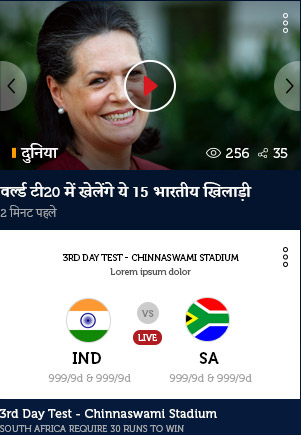 दुनिया
256
35
वर्ल्ड टी20 में खेलेंगे ये 15 भारतीय खिलाड़ी
2 मिनट पहले
3RD DAY TEST - CHINNASWAMI STADIUM
Lorem ipsum dolor
VS
LIVE
IND
SA
999/9d & 999/9d
999/9d & 999/9d
3rd Day Test - Chinnaswami Stadium
SOUTH AFRICA REQUIRE 30 RUNS TO WIN